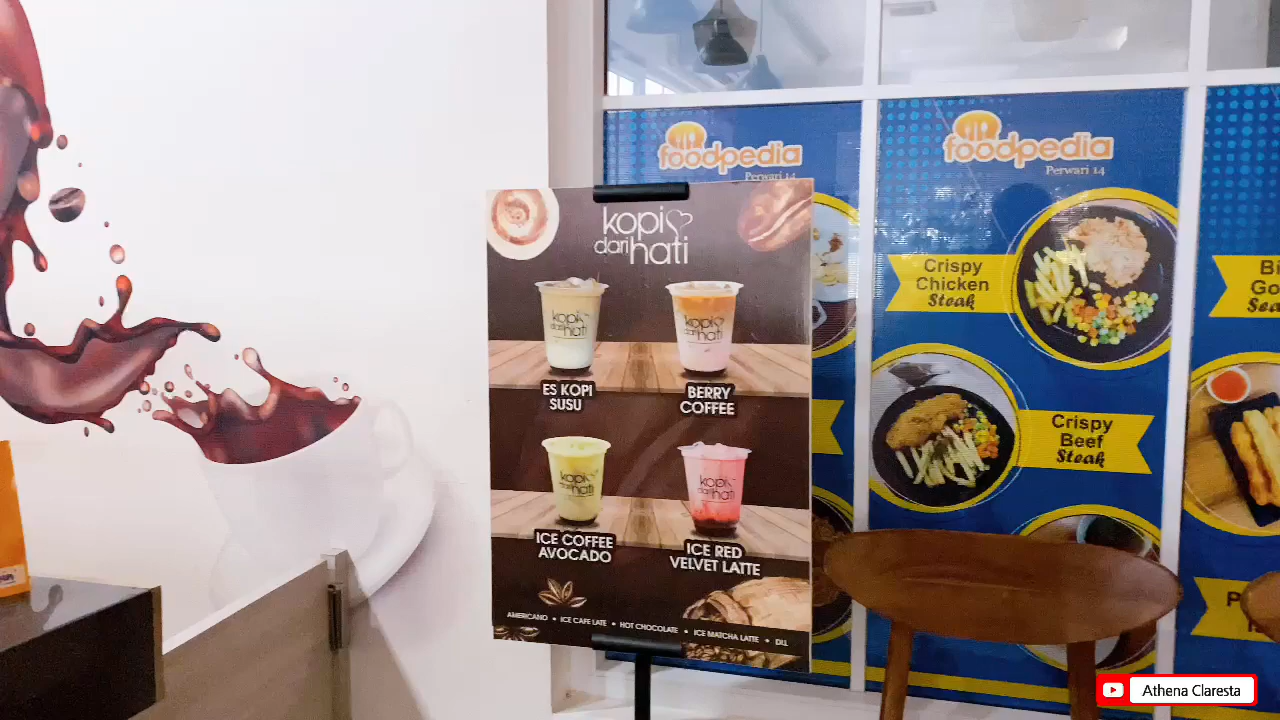 foodpedia
Perwari 14
foodpedia
Perwari 14
kopi
dari hati
kopi
dari hati
kopi
dari hati
ES KOPI
SUSU
BERRY
COFFEE
kopi
dari hati
kopi
dari hati
ICE COFFEE
AVOCADO
ICE RED
VELVET LATTE
AMERICANO • ICE CAFE LATE • HOT CHOCOLATE • ICE MATCHA LATTE • DLL
Crispy
Chicken
Steak
Crispy
Beef
Steak
Bi
Go
Athena Claresta